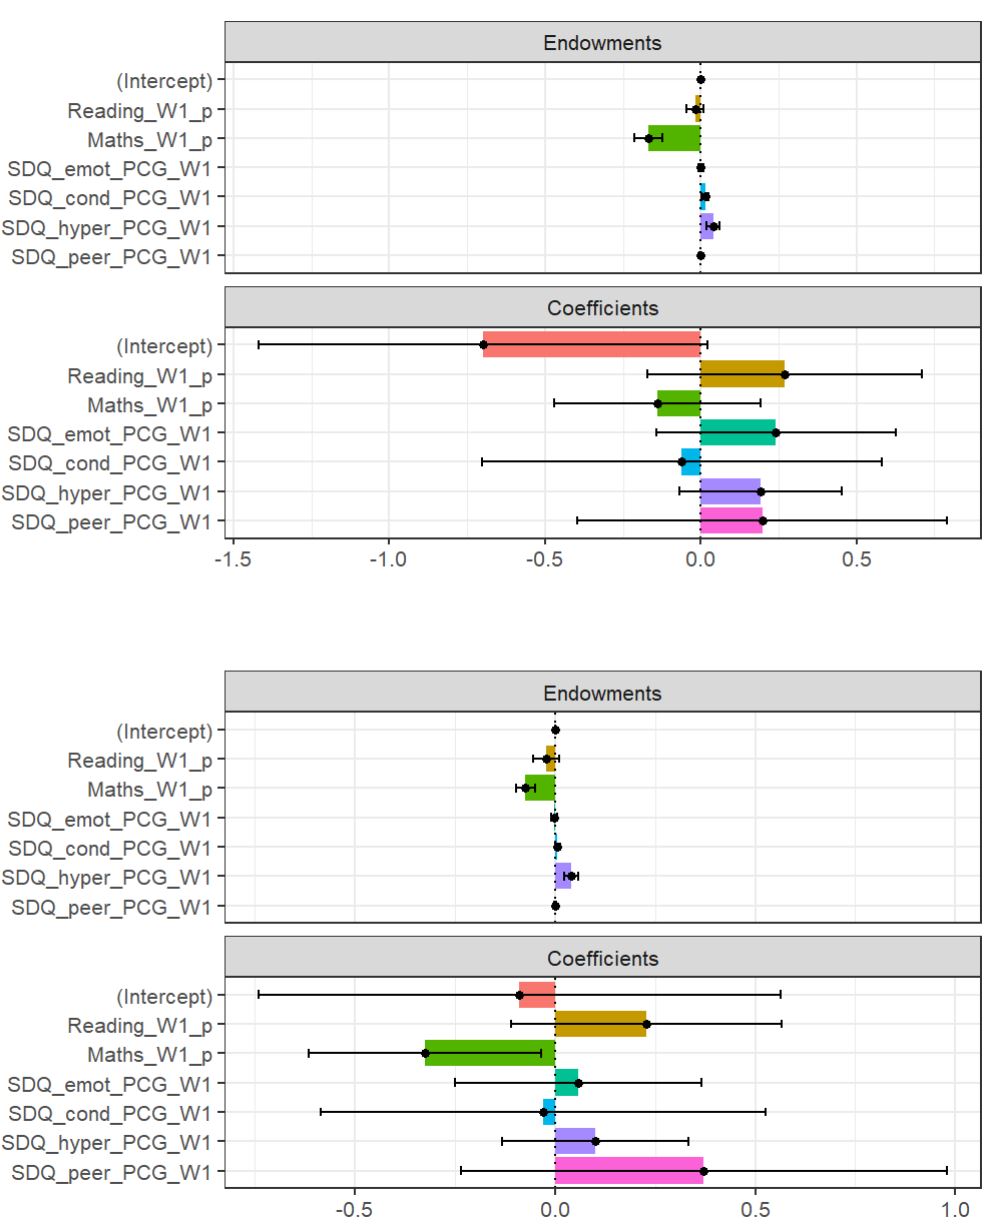 Endowments
(Intercept)
Reading_W1_p
Maths_W1_p
SDQ_emot_PCG_W1
SDQ_cond_PCG_W1
SDQ_hyper_PCG_W1
SDQ_peer_PCG_W1
Coefficients
(Intercept)
Reading_W1_p
Maths_W1_p
SDQ_emot_PCG_W1
SDQ_cond_PCG_W1
SDQ_hyper_PCG_W1
SDQ_peer_PCG_W1
-1.5 -1.0 -0.5 0.0 0.5
Endowments
(Intercept)
Reading_W1_p
Maths_W1_p
SDQ_emot_PCG_W1
SDQ_cond_PCG_W1
SDQ_hyper_PCG_W1
SDQ_peer_PCG_W1
Coefficients
(Intercept)
Reading_W1_p
Maths_W1_p
SDQ_emot_PCG_W1
SDQ_cond_PCG_W1
SDQ_hyper_PCG_W1
SDQ_peer_PCG_W1
-0.5 0.0 0.5 1.0